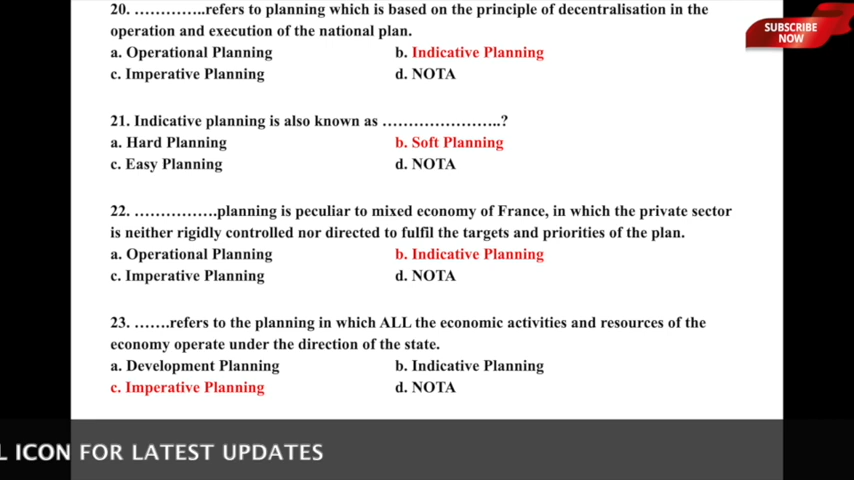 20. …………..refers to planning which is based on the principle of decentralisation in the
operation and execution of the national plan.
a. Operational Planning b. Indicative Planning
c. Imperative Planning d. NOTA
SUBSCRIBE
NOW
21. Indicative planning is also known as …………………..?
a. Hard Planning b. Soft Planning
c. Easy Planning d. NOTA
22. …………….planning is peculiar to mixed economy of France, in which the private sector
is neither rigidly controlled nor directed to fulfil the targets and priorities of the plan.
a. Operational Planning b. Indicative Planning
c. Imperative Planning d. NOTA
23. …….refers to the planning in which ALL the economic activities and resources of the
economy operate under the direction of the state.
a. Development Planning b. Indicative Planning
c. Imperative Planning d. NOTA
L ICON FOR LATEST UPDATES